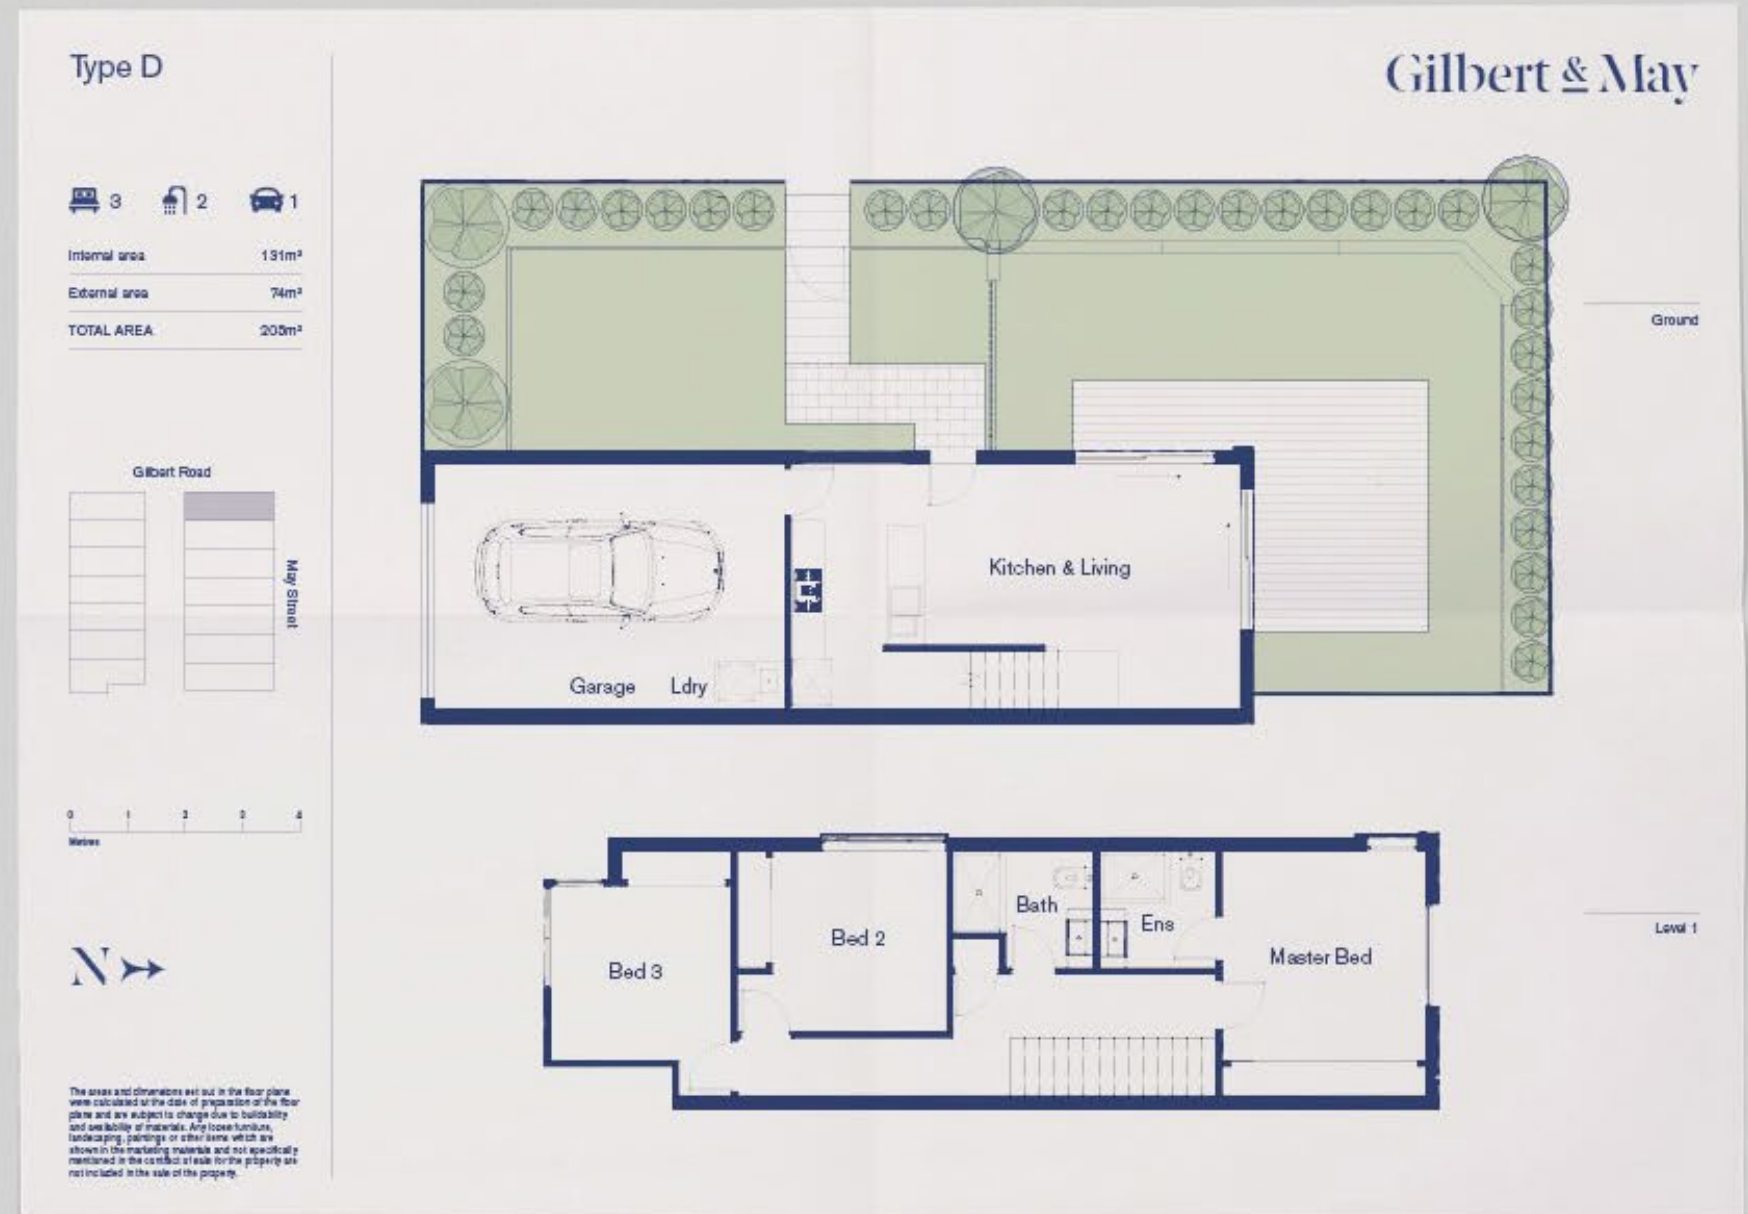 Type D
Gilbert & May
3 2 1
Internal area 131m²
External area 74m²
TOTAL AREA 205m²
Ground
Gilbert Road
May Street
Kitchen & Living
Garage Ldry
0 1 2 3 4
Metres
Bath
Ens
Bed 2
Bed 3
Master Bed
Level 1
N
The areas and dimensions set out in the floor plans
were calculated at the date of preparation of the floor
plans and are subject to change due to buildability
and availability of materials. Any loose furniture,
landscaping, paintings or other items which are
shown in the marketing materials and not specifically
mentioned in the contract of sale for the property are
not included in the sale of the property.